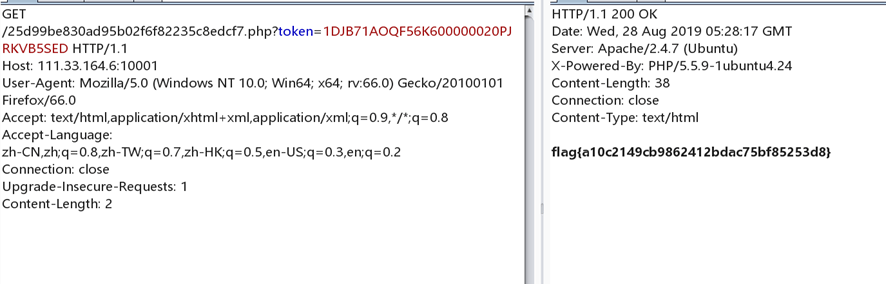 GET
/25d99be830ad95b02f6f82235c8edcf7.php?token=1DJB71AOQF56K600000020PJ
RKVB5SED HTTP/1.1
Host: 111.33.164.6:10001
User-Agent: Mozilla/5.0 (Windows NT 10.0; Win64; x64; rv:66.0) Gecko/20100101
Firefox/66.0
Accept: text/html,application/xhtml+xml,application/xml;q=0.9,*/*;q=0.8
Accept-Language:
zh-CN,zh;q=0.8,zh-TW;q=0.7,zh-HK;q=0.5,en-US;q=0.3,en;q=0.2
Connection: close
Upgrade-Insecure-Requests: 1
Content-Length: 2
HTTP/1.1 200 OK
Date: Wed, 28 Aug 2019 05:28:17 GMT
Server: Apache/2.4.7 (Ubuntu)
X-Powered-By: PHP/5.5.9-1ubuntu4.24
Content-Length: 38
Connection: close
Content-Type: text/html
flag{a10c2149cb9862412bdac75bf85253d8}